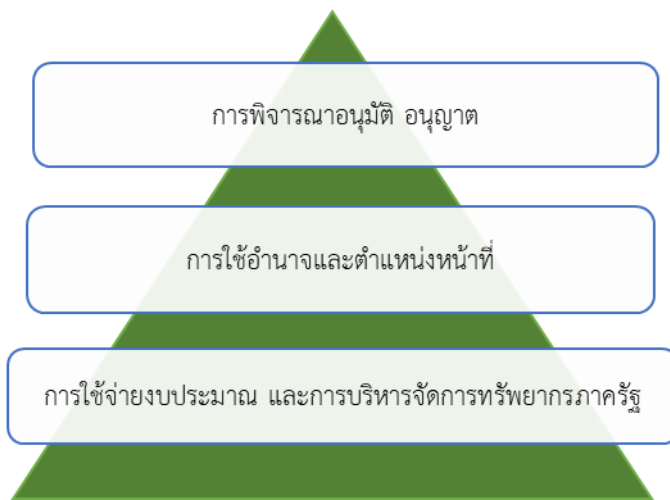 การพิจารณาอนุมัติ อนุญาต
การใช้อำนาจและตำแหน่งหน้าที่
การใช้จ่ายงบประมาณ และการบริหารจัดการทรัพยากรภาครัฐ